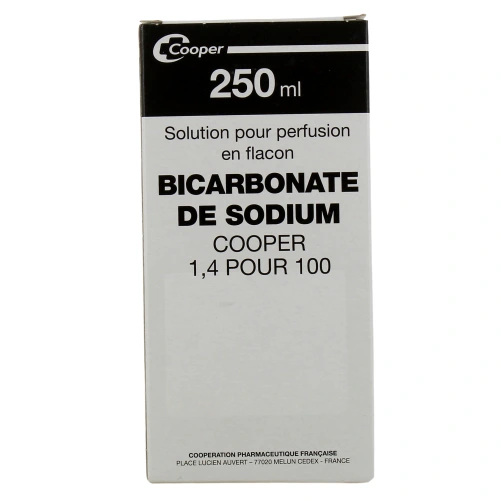 Cooper
250 ml
Solution pour perfusion
en flacon
BICARBONATE
DE SODIUM
COOPER
1,4 POUR 100
COOPERATION PHARMACEUTIQUE FRANÇAISE
PLACE LUCIEN AUVERT – 77020 MELUN CEDEX - FRANCE